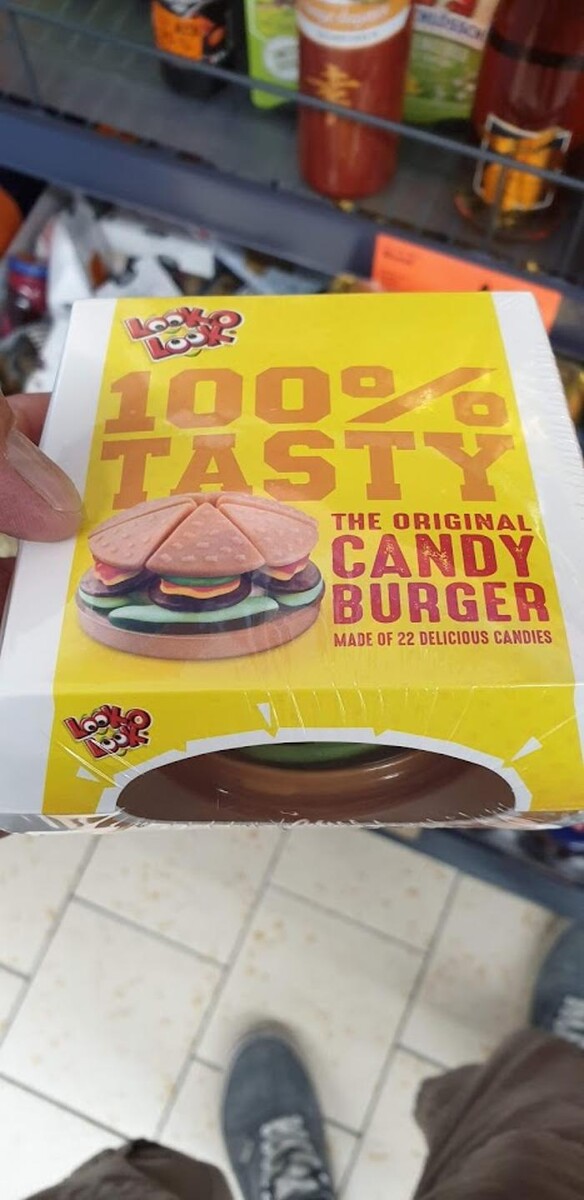 LOOK-O
LOOK
100%
TASTY
THE ORIGINAL
CANDY
BURGER
MADE OF 22 DELICIOUS CANDIES
LOOK-O
LOOK